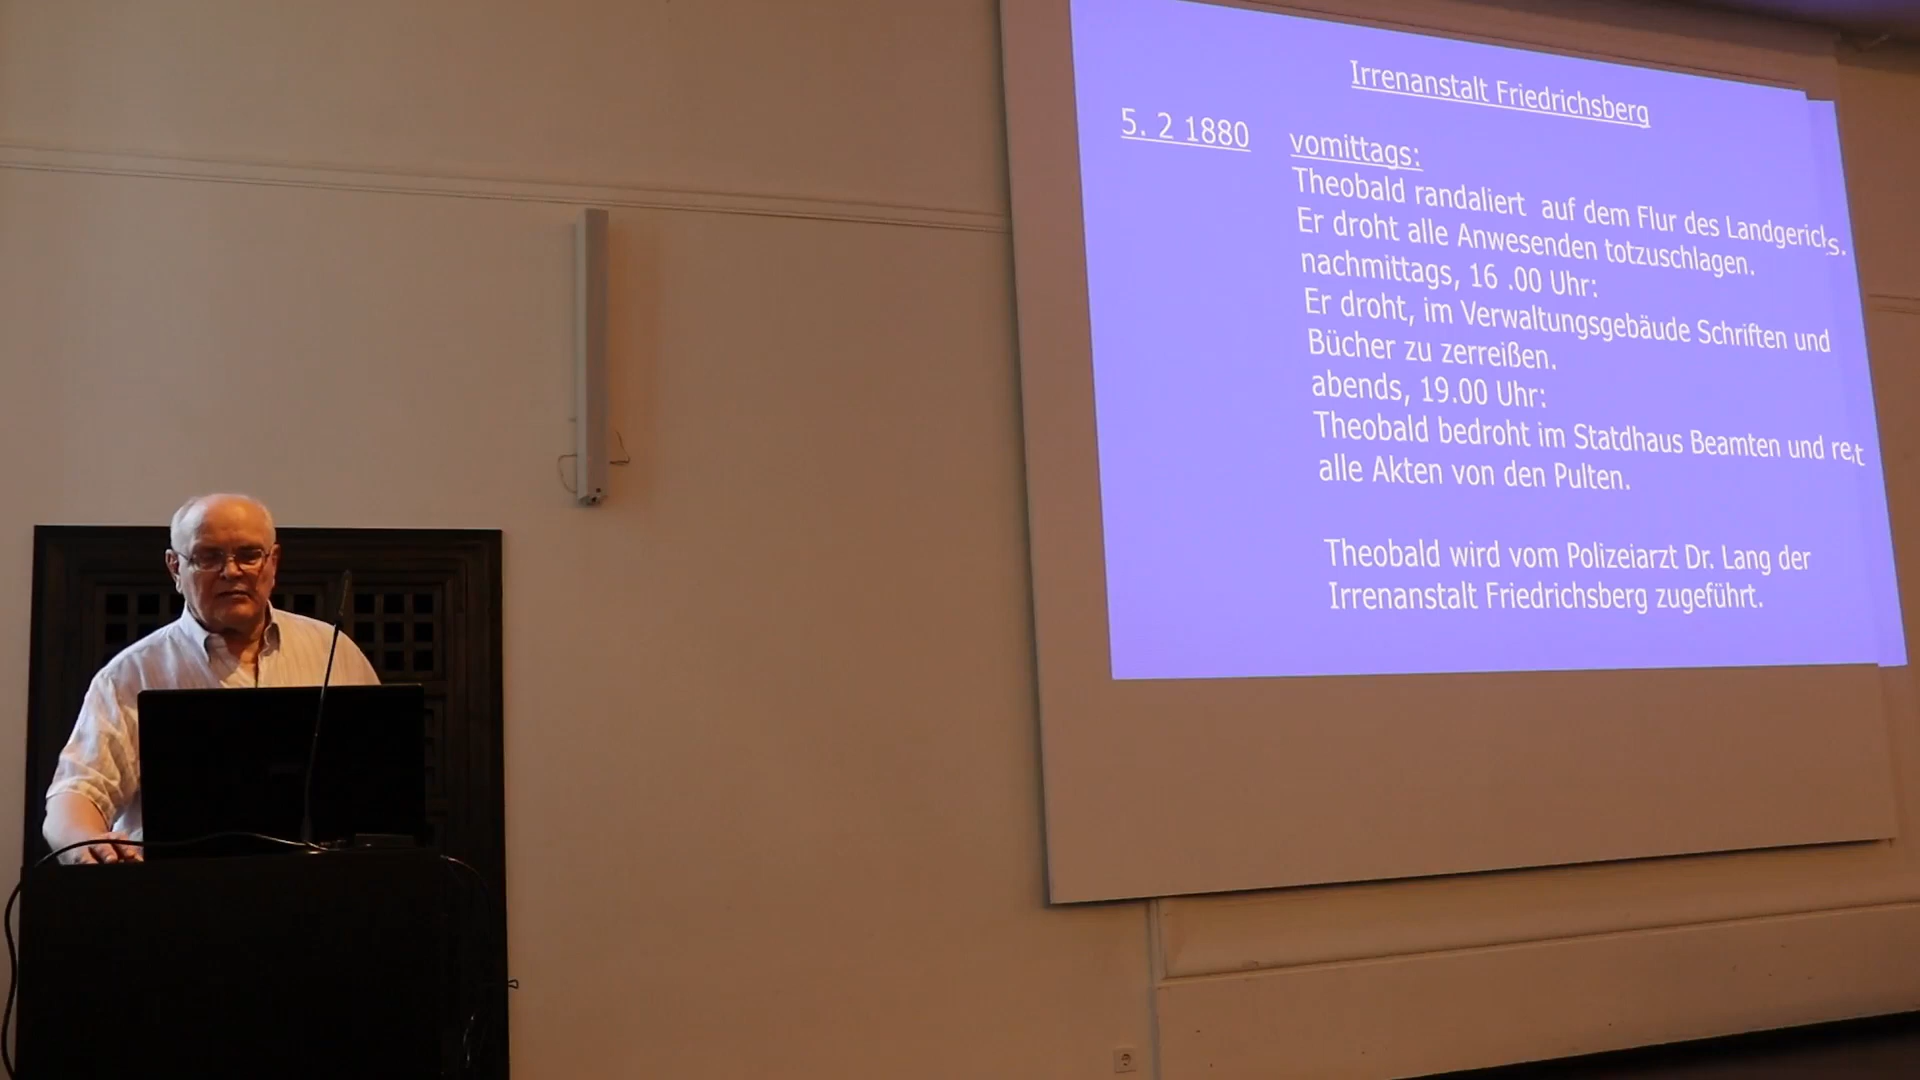 Irrenanstalt Friedrichsberg
5. 2 1880 vomittags:
Theobald randaliert auf dem Flur des
Er droht alle Anwesenden totzuschlagen.
nachmittags, 16 .00 Uhr:
Er droht, im Verwaltungsgebäude Schriften und
Bücher zu zerreißen.
abends, 19.00 Uhr:
Theobald bedroht im Statdhaus Beamten und
alle Akten von den Pulten.
Theobald wird vom Polizeiarzt Dr. Lang der
Irrenanstalt Friedrichsberg zugeführt.